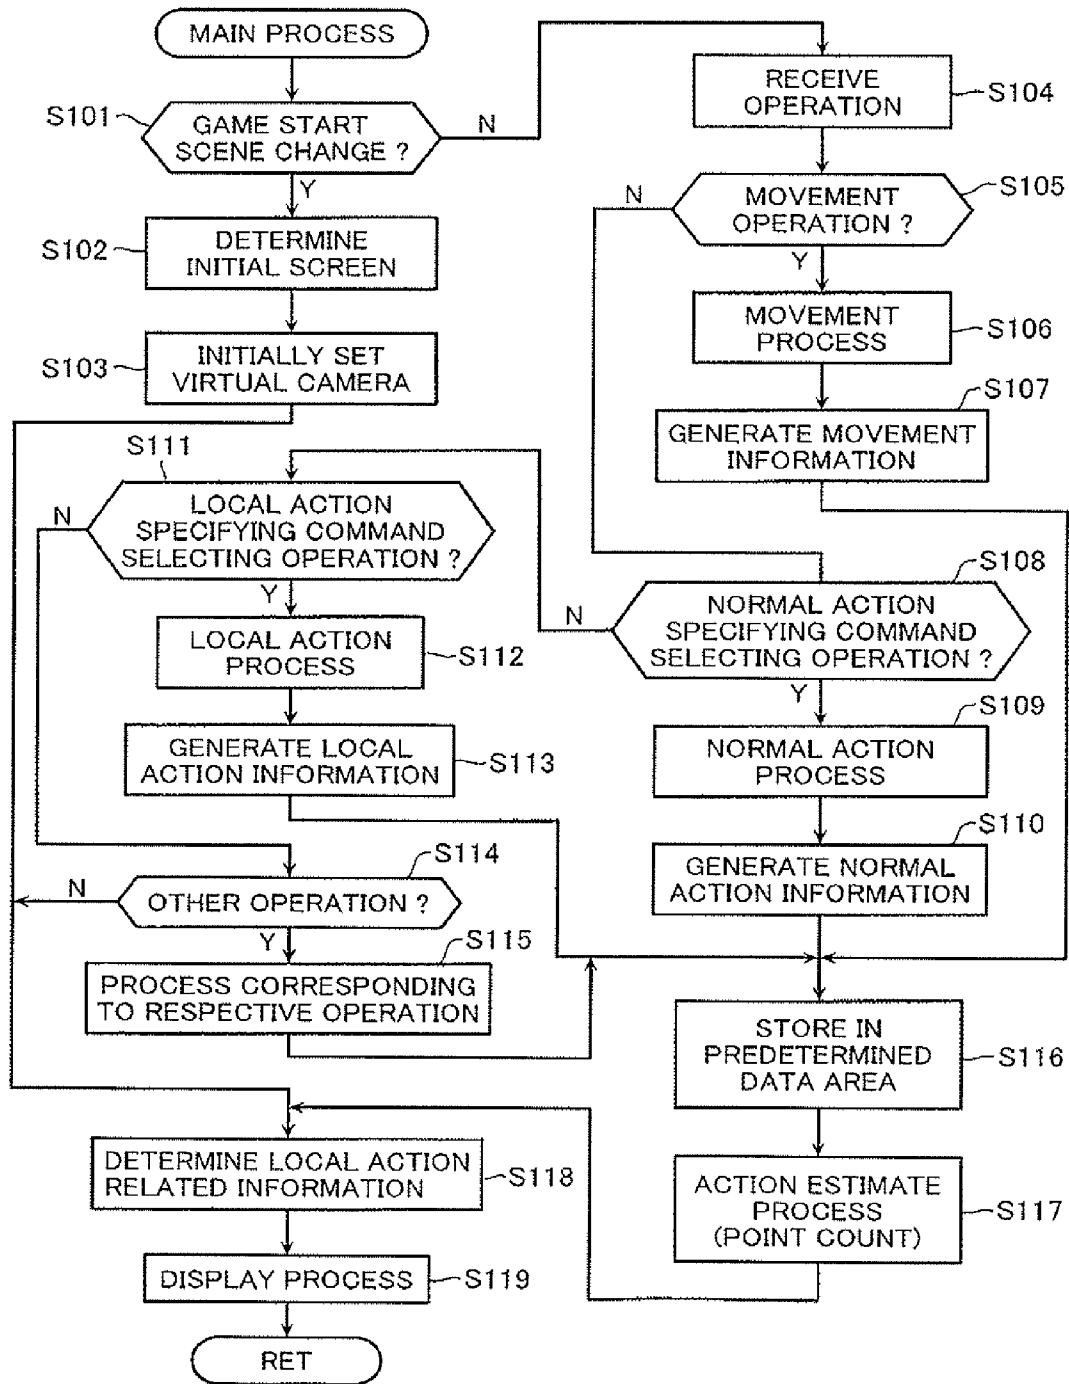 MAIN PROCESS
S101
GAME START
SCENE CHANGE ?
N
Y
S102
DETERMINE
INITIAL SCREEN
S103
INITIALLY SET
VIRTUAL CAMERA
RECEIVE
OPERATION
S104
N
MOVEMENT
OPERATION ?
S105
Y
MOVEMENT
PROCESS
S106
S107
GENERATE MOVEMENT
INFORMATION
S108
N
NORMAL ACTION
SPECIFYING COMMAND
SELECTING OPERATION ?
Y
S109
NORMAL ACTION
PROCESS
S110
GENERATE NORMAL
ACTION INFORMATION
S111
N
LOCAL ACTION
SPECIFYING COMMAND
SELECTING OPERATION ?
Y
LOCAL ACTION
PROCESS
S112
GENERATE LOCAL
ACTION INFORMATION
S113
S114
N
OTHER OPERATION ?
Y
S115
PROCESS CORRESPONDING
TO RESPECTIVE OPERATION
STORE IN
PREDETERMINED
DATA AREA
S116
ACTION ESTIMATE
PROCESS
(POINT COUNT)
S117
DETERMINE LOCAL ACTION
RELATED INFORMATION
S118
DISPLAY PROCESS
S119
RET